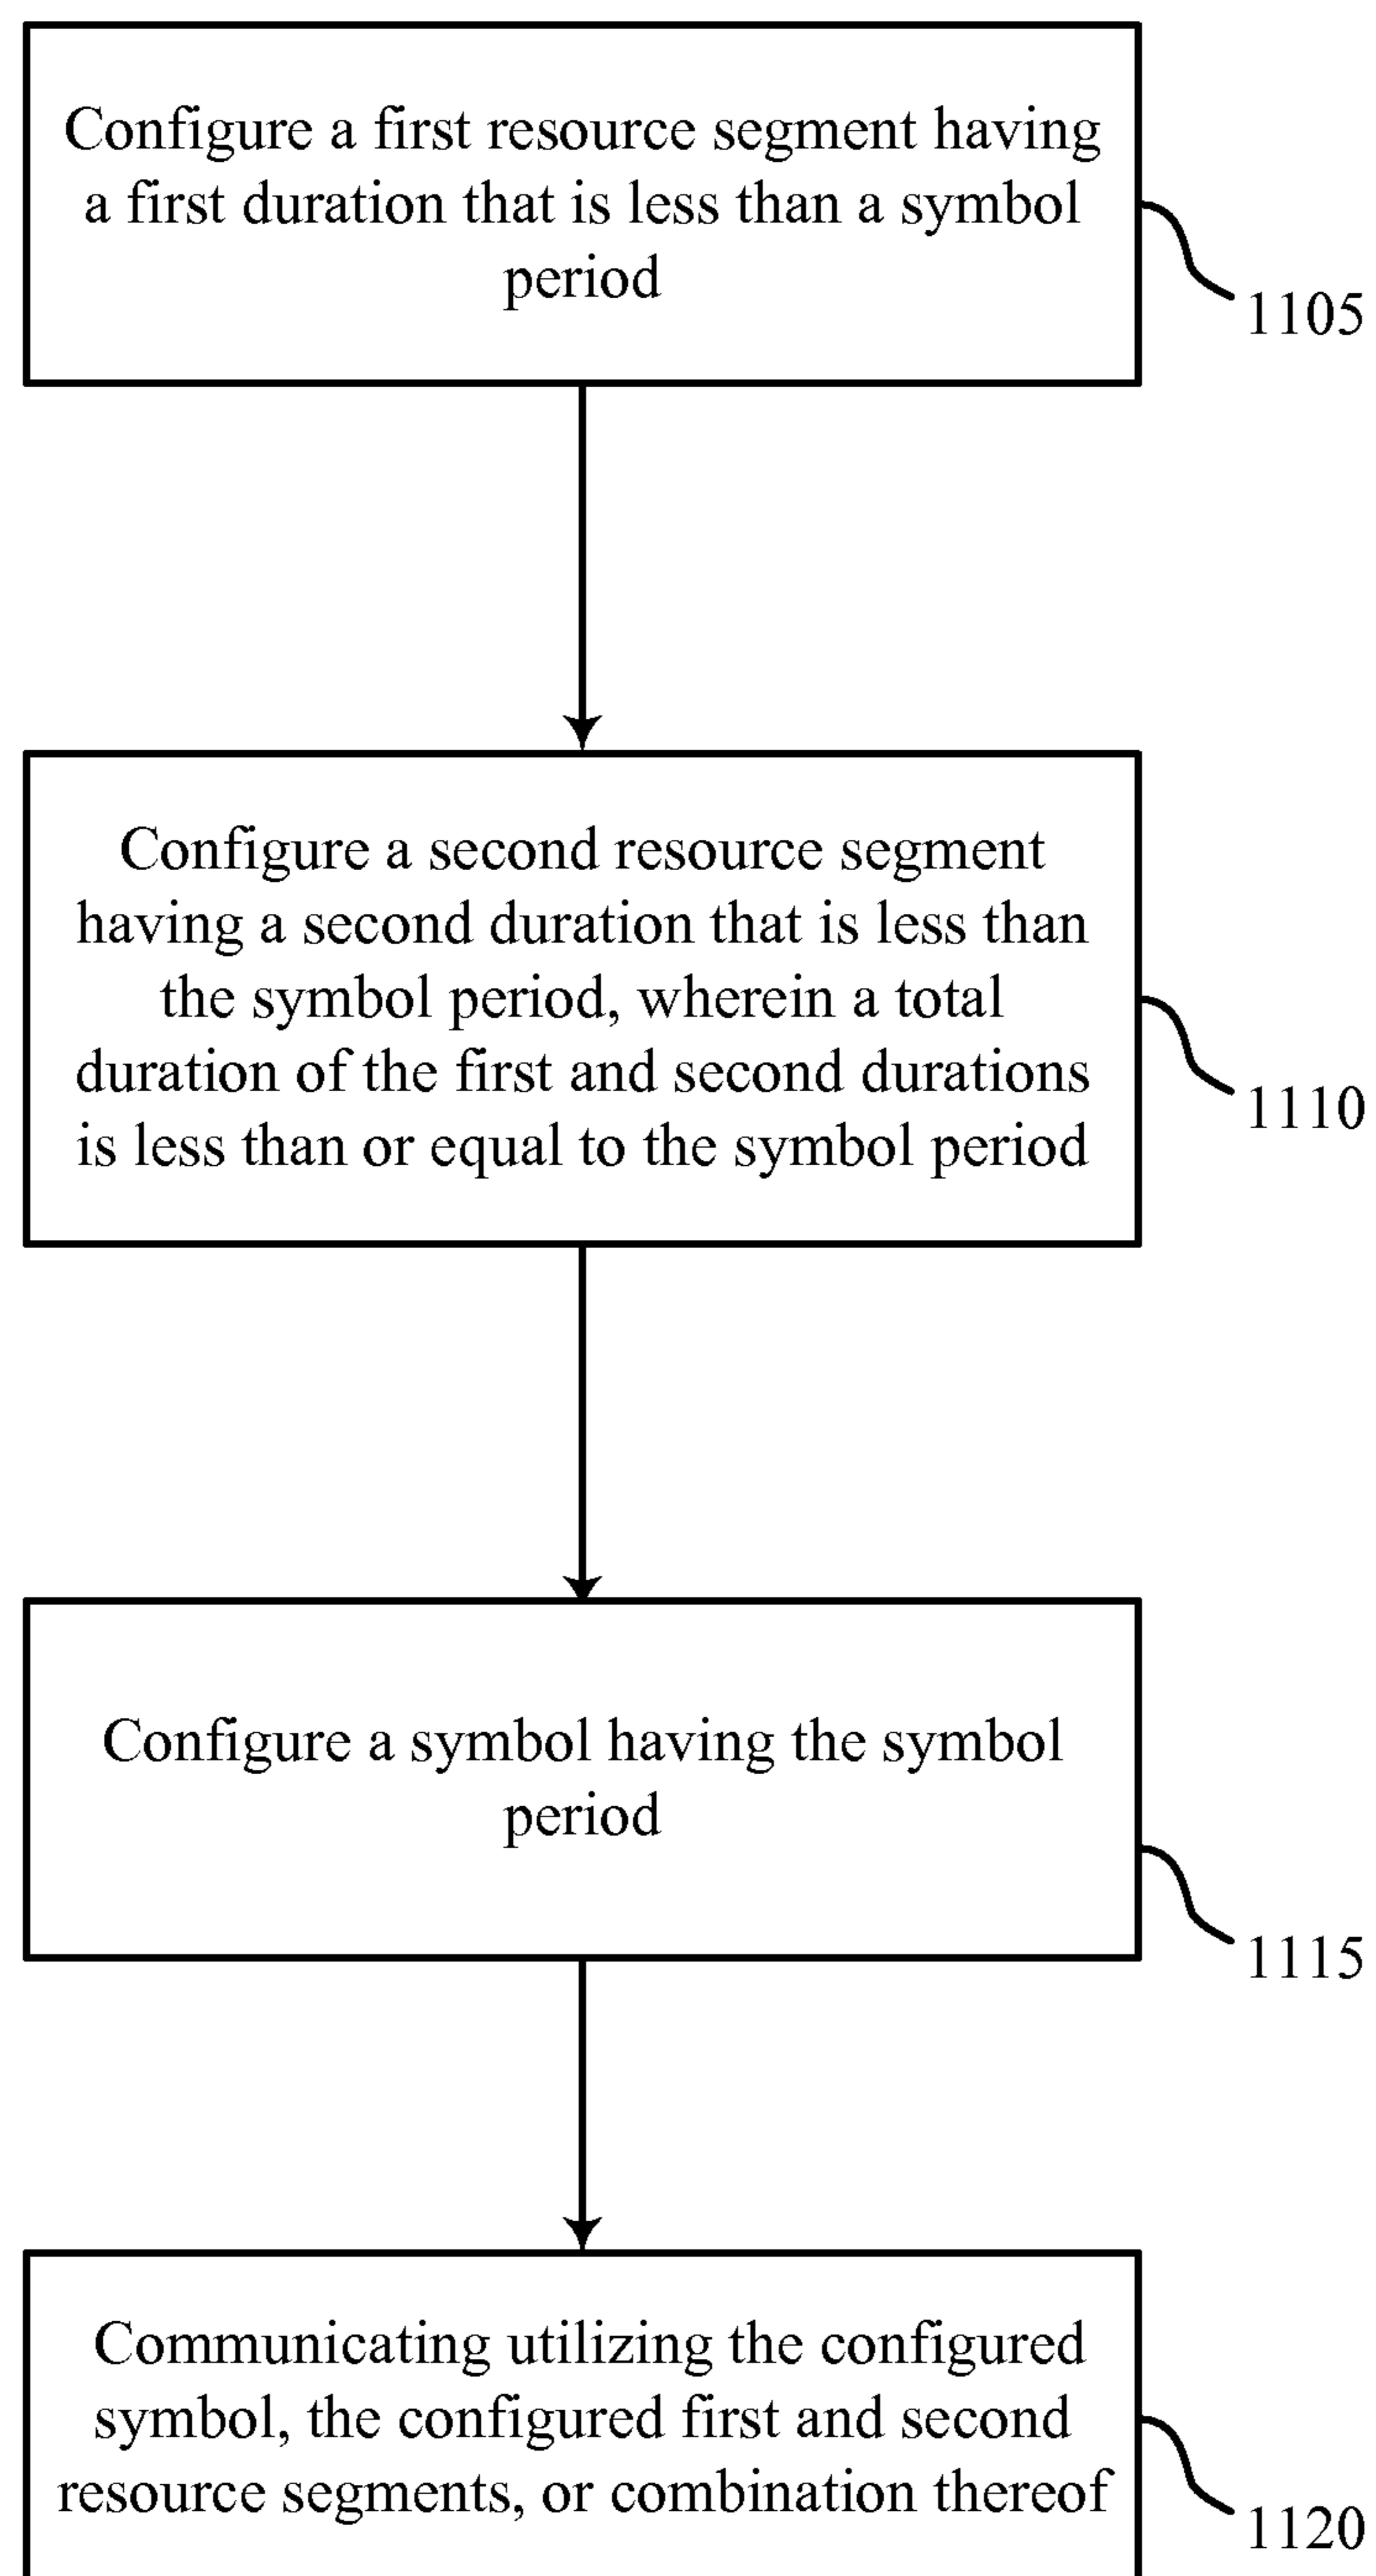 Configure a first resource segment having
a first duration that is less than a symbol
period
1105
Configure a second resource segment
having a second duration that is less than
the symbol period, wherein a total
duration of the first and second durations
is less than or equal to the symbol period
1110
Configure a symbol having the symbol
period
1115
Communicating utilizing the configured
symbol, the configured first and second
resource segments, or combination thereof
1120